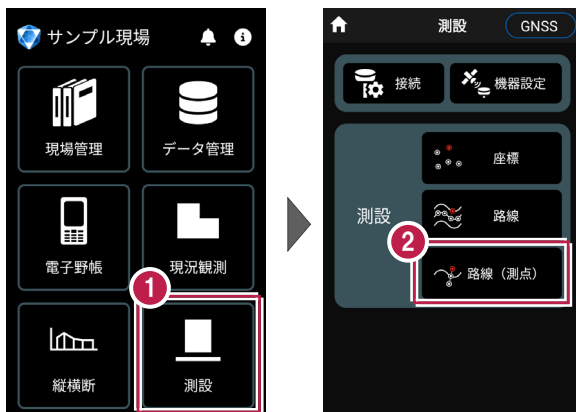 サンプル現場
現場管理
データ管理
電子野帳
現況観測
1
縦横断
測設
測設
GNSS
接続
機器設定
測設
座標
路線
2
路線（測点）